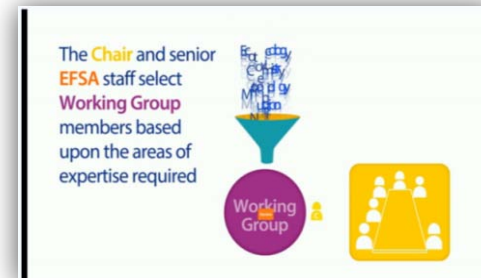 The Chair and senior
EFSA staff select
Working Group
members based
upon the areas of
expertise required
Working
Group